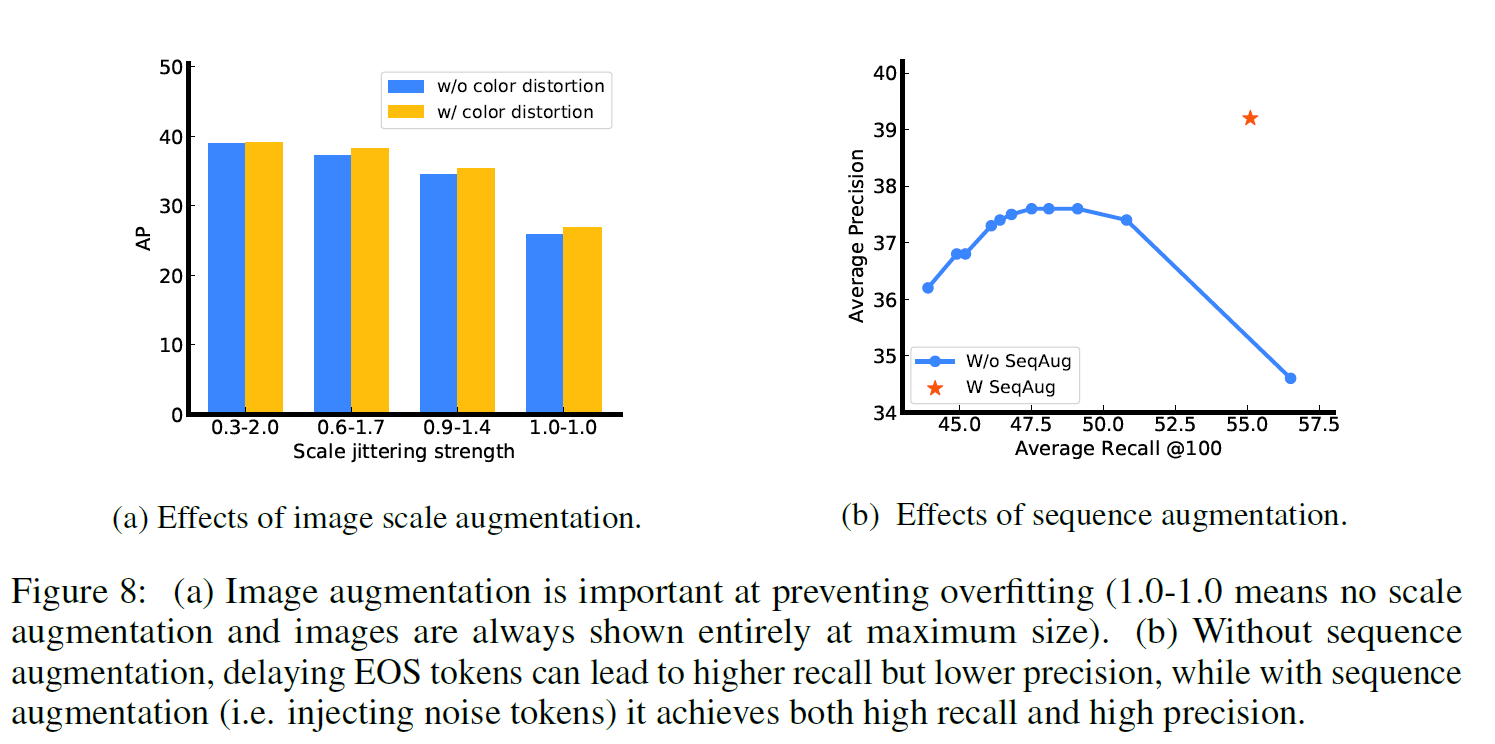 50
40
30
20
10
0
AP
w/o color distortion
w/ color distortion
0.3-2.0 0.6-1.7 0.9-1.4 1.0-1.0
Scale jittering strength
(a) Effects of image scale augmentation.
40
39
38
37
36
35
34
Average Precision
W/o SeqAug
W SeqAug
45.0 47.5 50.0 52.5 55.0 57.5
Average Recall @100
(b) Effects of sequence augmentation.
Figure 8: (a) Image augmentation is important at preventing overfitting (1.0-1.0 means no scale
augmentation and images are always shown entirely at maximum size). (b) Without sequence
augmentation, delaying EOS tokens can lead to higher recall but lower precision, while with sequence
augmentation (i.e. injecting noise tokens) it achieves both high recall and high precision.